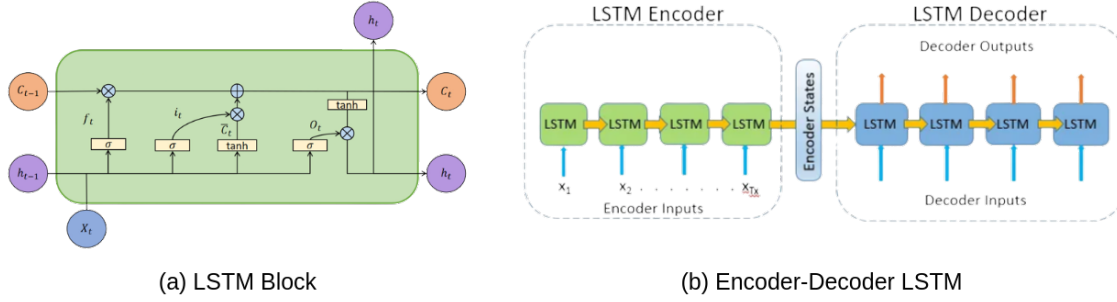 h_t
C_{t-1}
C_t
tanh
f_t
i_t
C̅_t
O_t
σ
σ
tanh
σ
h_{t-1}
h_t
X_t
(a) LSTM Block
LSTM Encoder
LSTM Decoder
Decoder Outputs
LSTM LSTM LSTM LSTM
Encoder States
LSTM LSTM LSTM LSTM
x_1 x_2 . . . . . . . . x_{Tx}
Encoder Inputs
Decoder Inputs
(b) Encoder-Decoder LSTM